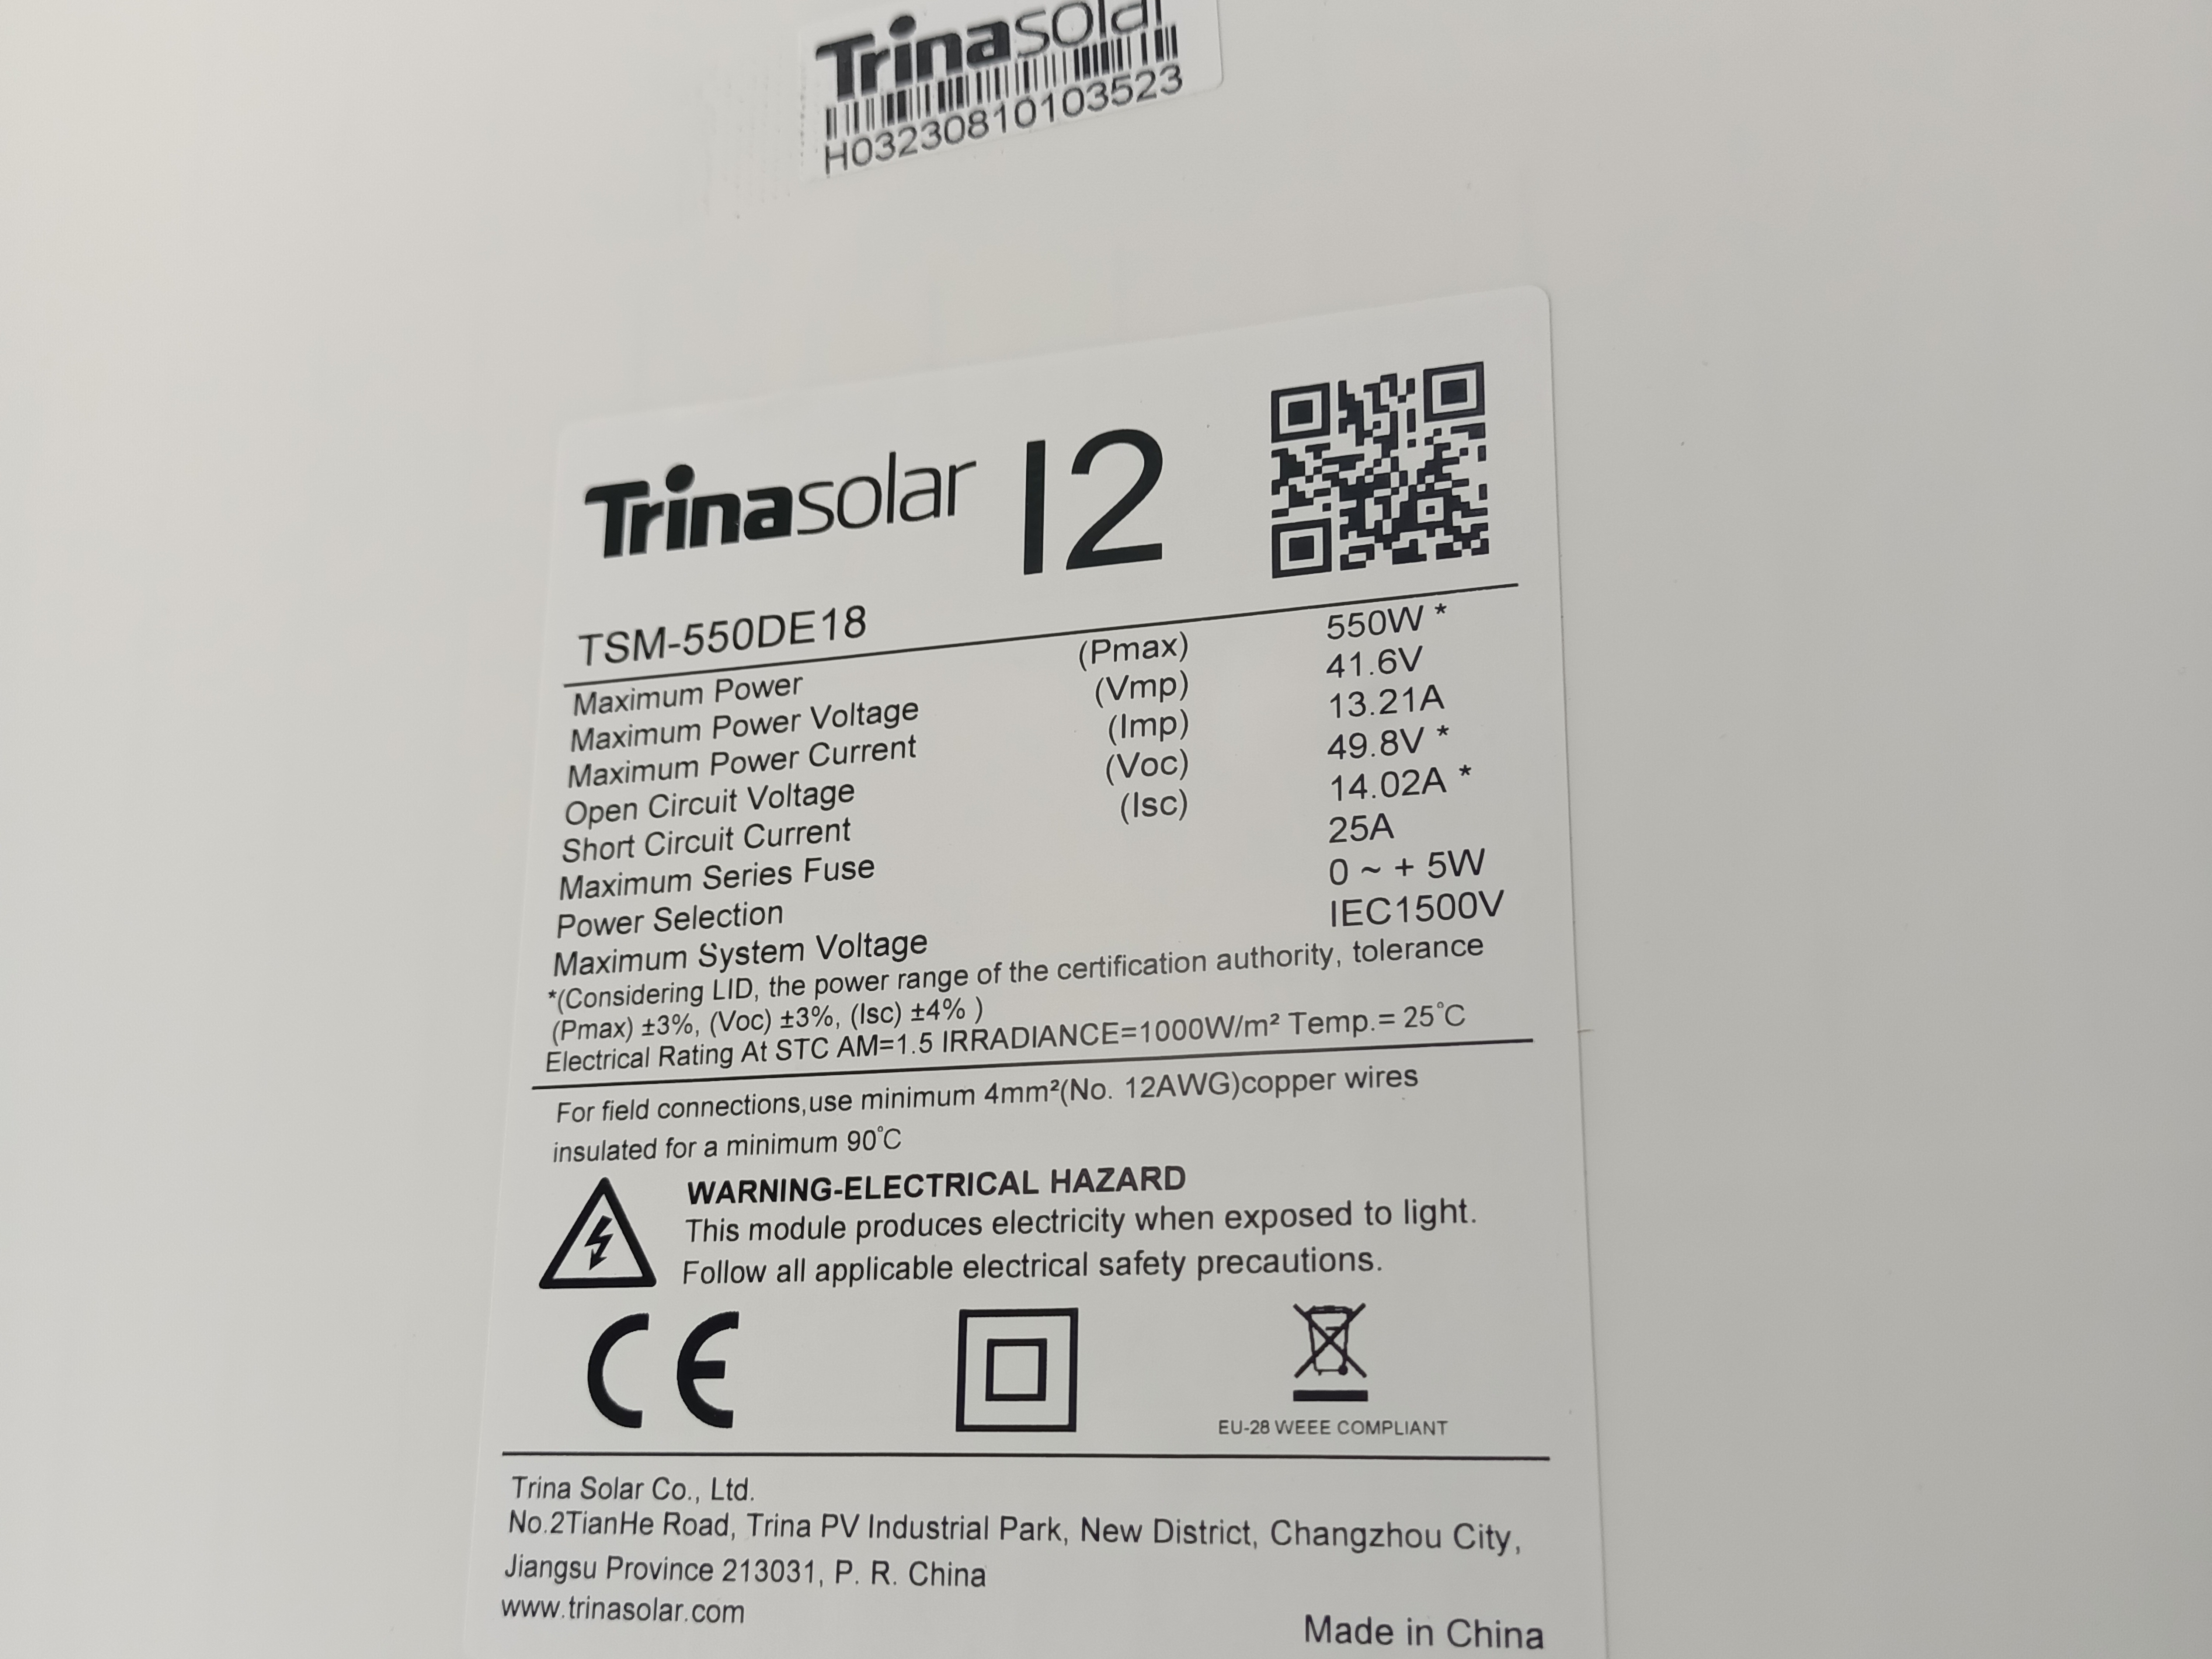 Trinasolar
H03230810103523
Trinasolar I2
TSM-550DE18
Maximum Power (Pmax) 550W *
Maximum Power Voltage (Vmp) 41.6V
Maximum Power Current (Imp) 13.21A
Open Circuit Voltage (Voc) 49.8V *
Short Circuit Current (Isc) 14.02A *
Maximum Series Fuse 25A
Power Selection 0 ~ + 5W
Maximum System Voltage IEC1500V
*(Considering LID, the power range of the certification authority, tolerance
(Pmax) ±3%, (Voc) ±3%, (Isc) ±4% )
Electrical Rating At STC AM=1.5 IRRADIANCE=1000W/m² Temp.= 25°C
For field connections,use minimum 4mm²(No. 12AWG)copper wires
insulated for a minimum 90°C
WARNING-ELECTRICAL HAZARD
This module produces electricity when exposed to light.
Follow all applicable electrical safety precautions.
CE
EU-28 WEEE COMPLIANT
Trina Solar Co., Ltd.
No.2TianHe Road, Trina PV Industrial Park, New District, Changzhou City,
Jiangsu Province 213031, P. R. China
www.trinasolar.com
Made in China